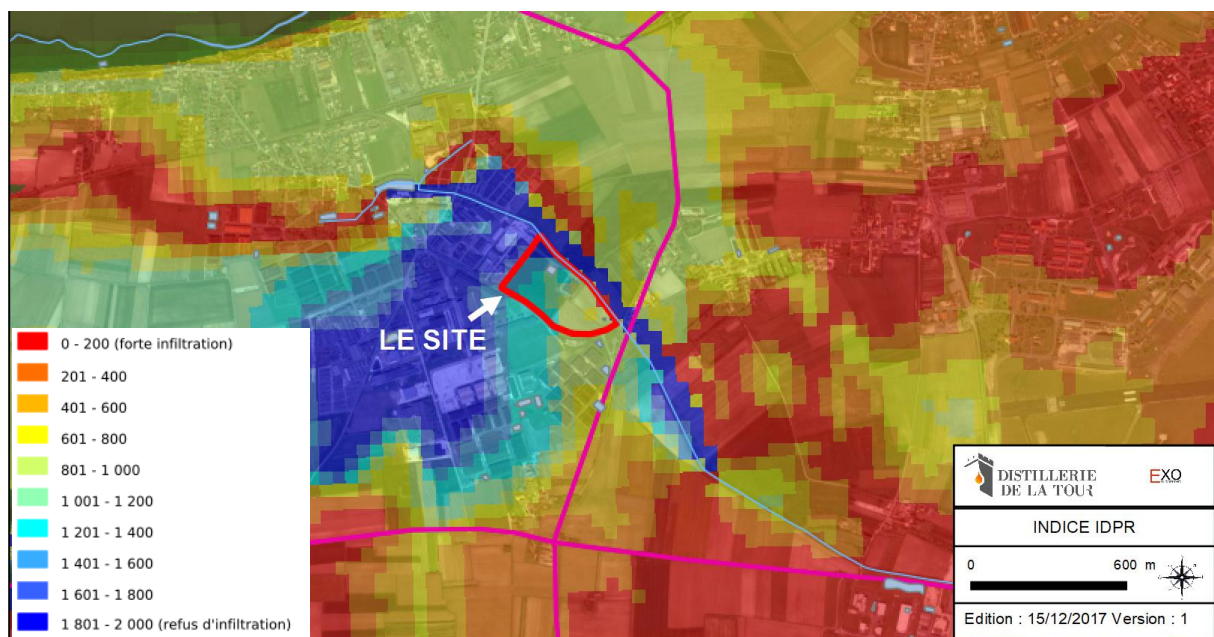 LE SITE
0 - 200 (forte infiltration)
201 - 400
401 - 600
601 - 800
801 - 1 000
1 001 - 1 200
1 201 - 1 400
1 401 - 1 600
1 601 - 1 800
1 801 - 2 000 (refus d'infiltration)
DISTILLERIE
DE LA TOUR
EXO
INDICE IDPR
0 600 m
Edition : 15/12/2017 Version : 1